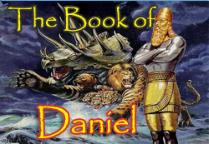 The Book of
Daniel